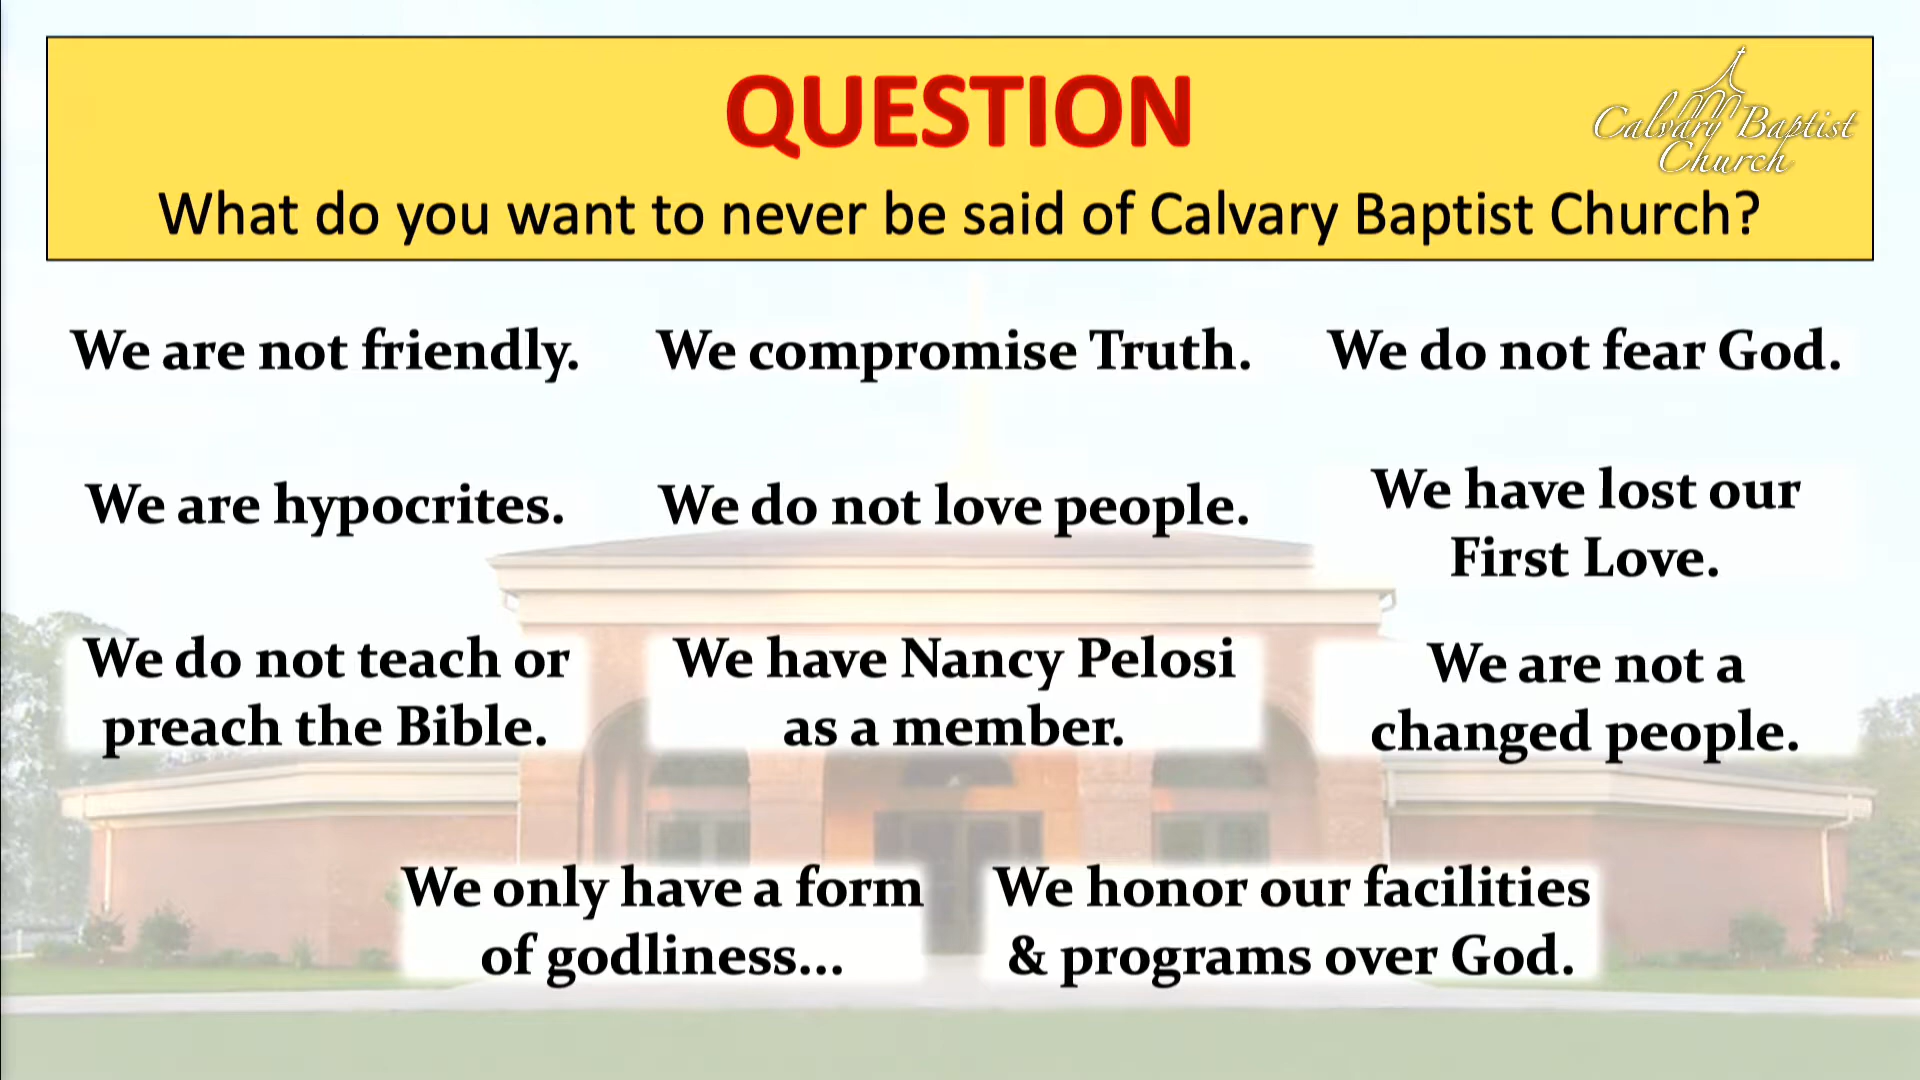 QUESTION
Calvary Baptist
Church
What do you want to never be said of Calvary Baptist Church?
We are not friendly.
We compromise Truth.
We do not fear God.
We are hypocrites.
We do not love people.
We have lost our
First Love.
We do not teach or
preach the Bible.
We have Nancy Pelosi
as a member.
We are not a
changed people.
We only have a form
of godliness...
We honor our facilities
& programs over God.